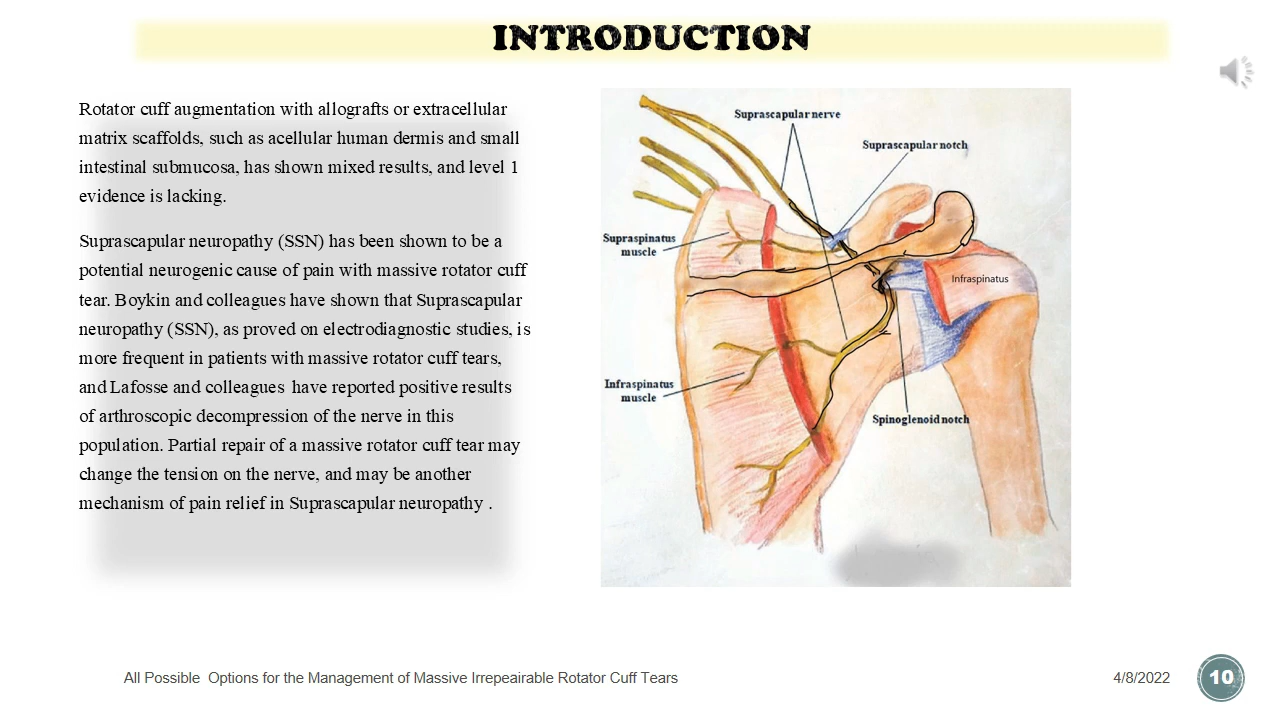 INTRODUCTION
Rotator cuff augmentation with allografts or extracellular
matrix scaffolds, such as acellular human dermis and small
intestinal submucosa, has shown mixed results, and level 1
evidence is lacking.
Suprascapular neuropathy (SSN) has been shown to be a
potential neurogenic cause of pain with massive rotator cuff
tear. Boykin and colleagues have shown that Suprascapular
neuropathy (SSN), as proved on electrodiagnostic studies, is
more frequent in patients with massive rotator cuff tears,
and Lafosse and colleagues have reported positive results
of arthroscopic decompression of the nerve in this
population. Partial repair of a massive rotator cuff tear may
change the tension on the nerve, and may be another
mechanism of pain relief in Suprascapular neuropathy .
Suprascapular nerve
Suprascapular notch
Supraspinatus
muscle
Infraspinatus
Infraspinatus
muscle
Spinoglenoid notch
All Possible Options for the Management of Massive Irrepeairable Rotator Cuff Tears
4/8/2022
10